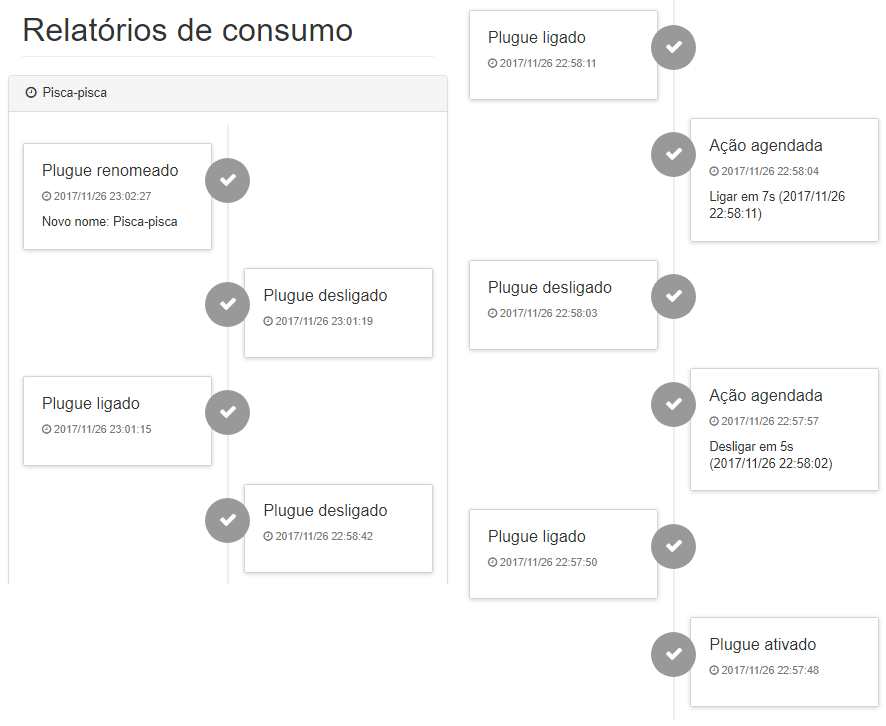 Relatórios de consumo
Pisca-pisca
Plugue renomeado
2017/11/26 23:02:27
Novo nome: Pisca-pisca
Plugue desligado
2017/11/26 23:01:19
Plugue ligado
2017/11/26 23:01:15
Plugue desligado
2017/11/26 22:58:42
Plugue ligado
2017/11/26 22:58:11
Ação agendada
2017/11/26 22:58:04
Ligar em 7s (2017/11/26
22:58:11)
Plugue desligado
2017/11/26 22:58:03
Ação agendada
2017/11/26 22:57:57
Desligar em 5s
(2017/11/26 22:58:02)
Plugue ligado
2017/11/26 22:57:50
Plugue ativado
2017/11/26 22:57:48